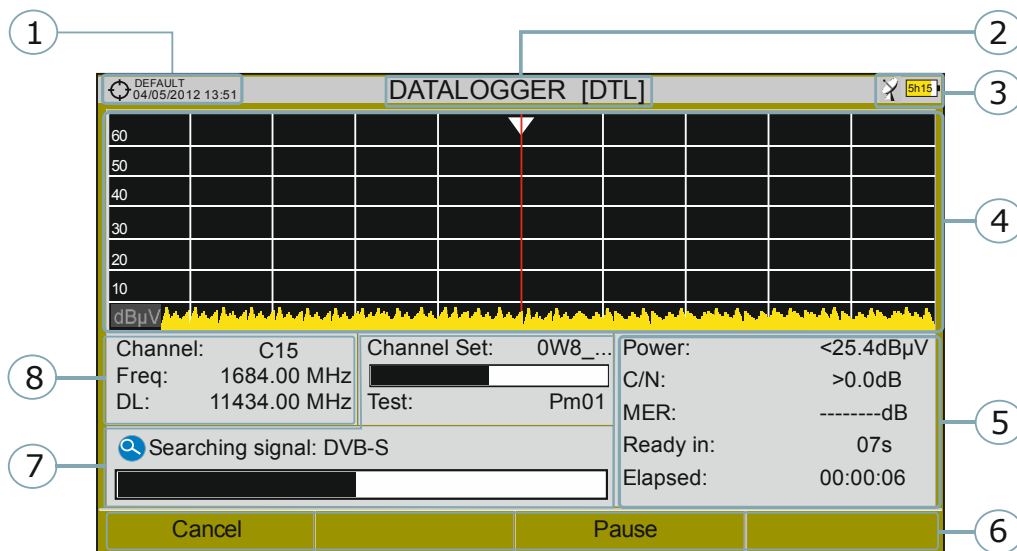 1
2
3
4
5
6
7
8
DEFAULT
04/05/2012 13:51
DATALOGGER [DTL]
5h15
60
50
40
30
20
10
dBµV
Channel: C15
Freq: 1684.00 MHz
DL: 11434.00 MHz
Channel Set: 0W8_...
Test: Pm01
Searching signal: DVB-S
Power: <25.4dBµV
C/N: >0.0dB
MER: --------dB
Ready in: 07s
Elapsed: 00:00:06
Cancel
Pause